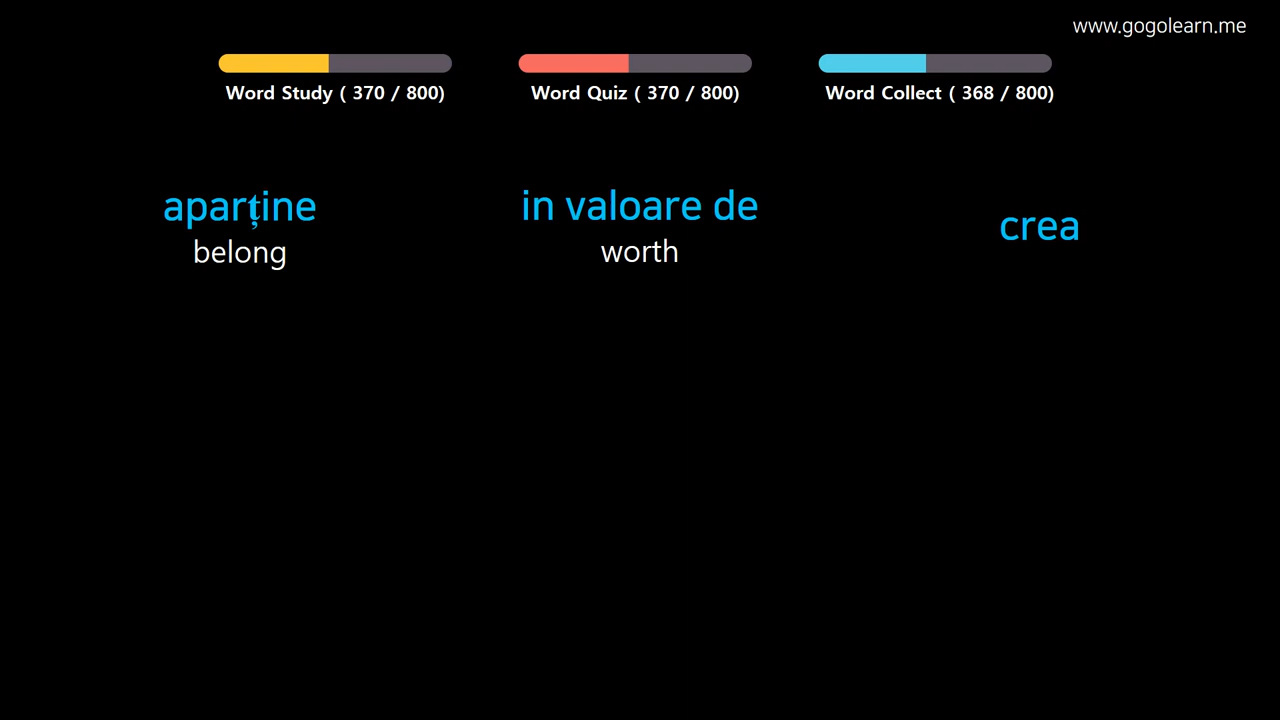 www.gogolearn.me
Word Study ( 370 / 800)
Word Quiz ( 370 / 800)
Word Collect ( 368 / 800)
aparține
belong
in valoare de
worth
crea